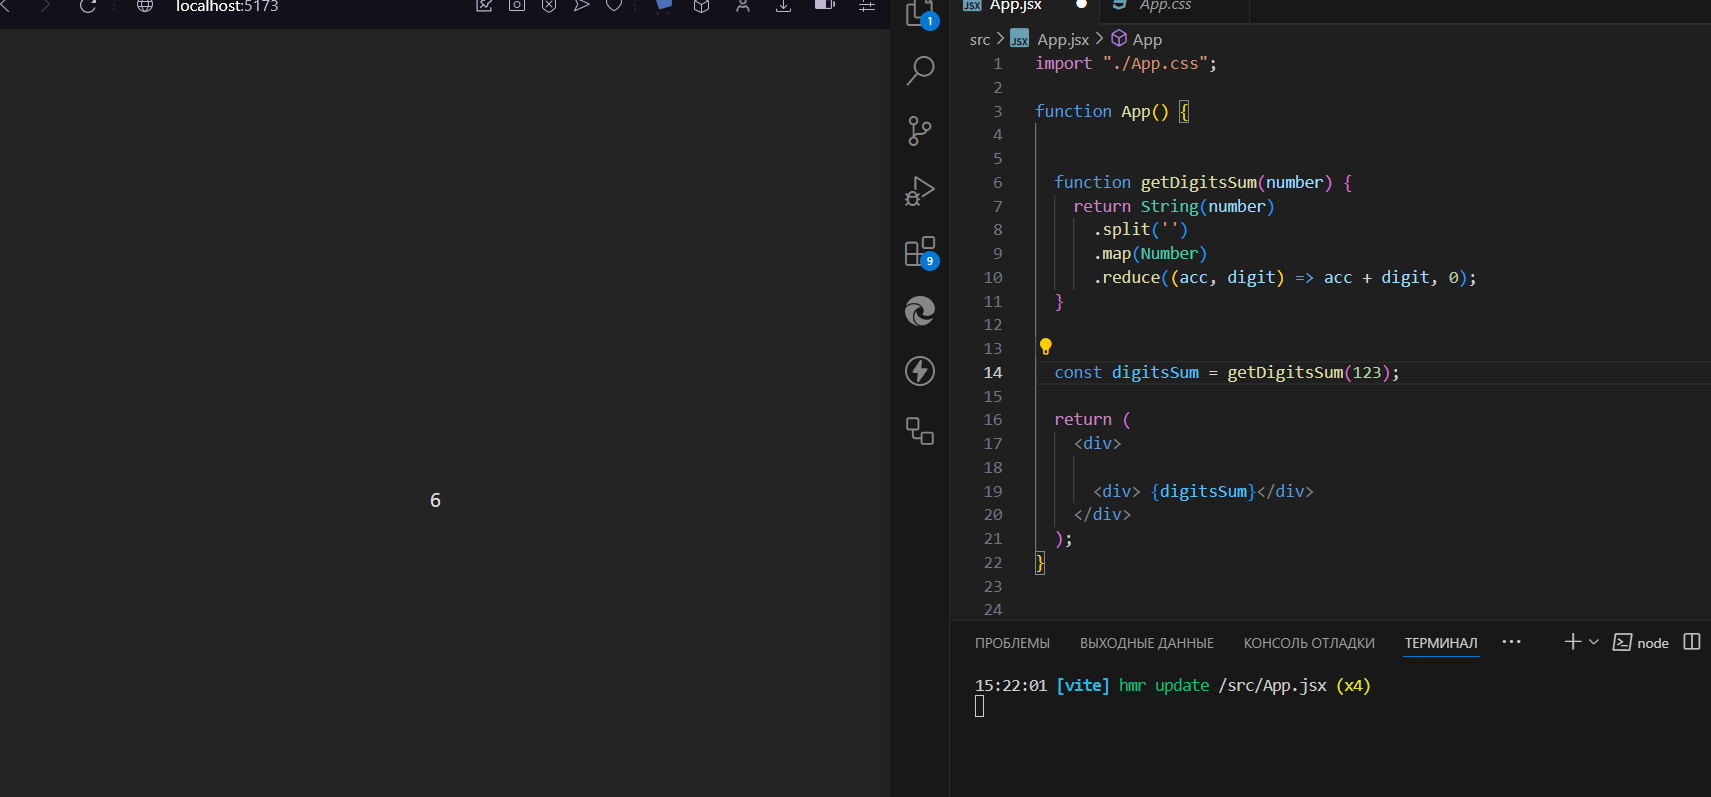 localhost:5173
1
9
App.jsx
App.css
src > App.jsx > App
1 import "./App.css";
2
3 function App() {
4
5
6   function getDigitsSum(number) {
7     return String(number)
8       .split('')
9       .map(Number)
10       .reduce((acc, digit) => acc + digit, 0);
11   }
12
13
14   const digitsSum = getDigitsSum(123);
15
16   return (
17     <div>
18
19       <div> {digitsSum}</div>
20     </div>
21   );
22 }
23
24
6
ПРОБЛЕМЫ ВЫХОДНЫЕ ДАННЫЕ КОНСОЛЬ ОТЛАДКИ ТЕРМИНАЛ ··· node
15:22:01 [vite] hmr update /src/App.jsx (x4)